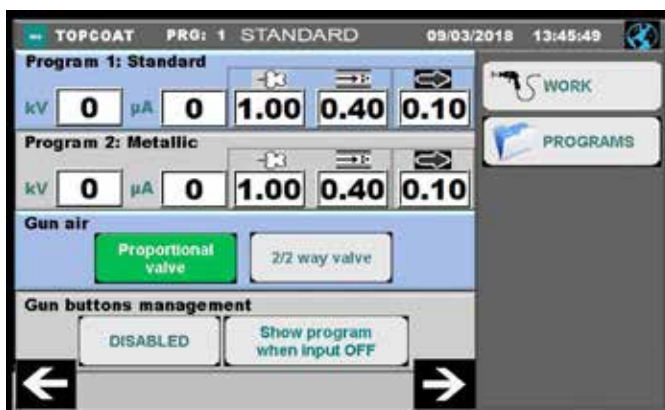 TOPCOAT PRG: 1 STANDARD 09/03/2018 13:45:49
Program 1: Standard
kV 0 µA 0 1.00 0.40 0.10
WORK
PROGRAMS
Program 2: Metallic
kV 0 µA 0 1.00 0.40 0.10
Gun air
Proportional
valve
2/2 way valve
Gun buttons management
DISABLED
Show program
when input OFF